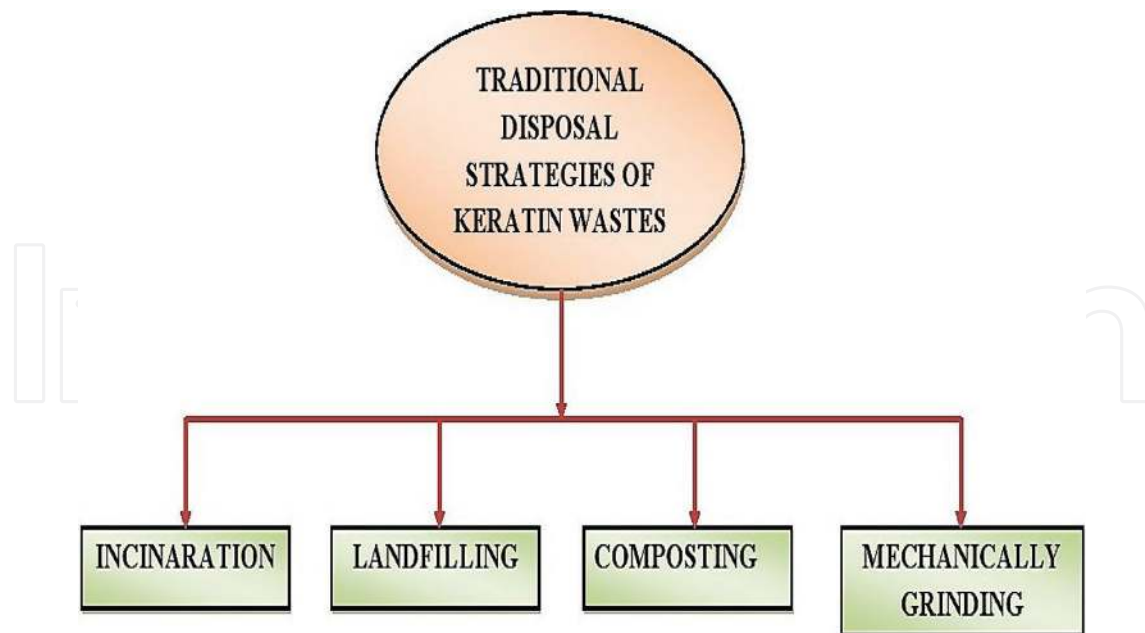 TRADITIONAL
DISPOSAL
STRATEGIES OF
KERATIN WASTES
INCINARATION
LANDFILLING
COMPOSTING
MECHANICALLY
GRINDING